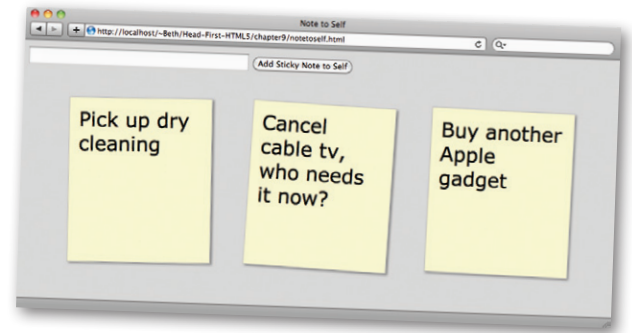 Note to Self
http://localhost/~Beth/Head-First-HTML5/chapter9/notetoself.html
Add Sticky Note to Self
Pick up dry
cleaning
Cancel
cable tv,
who needs
it now?
Buy another
Apple
gadget